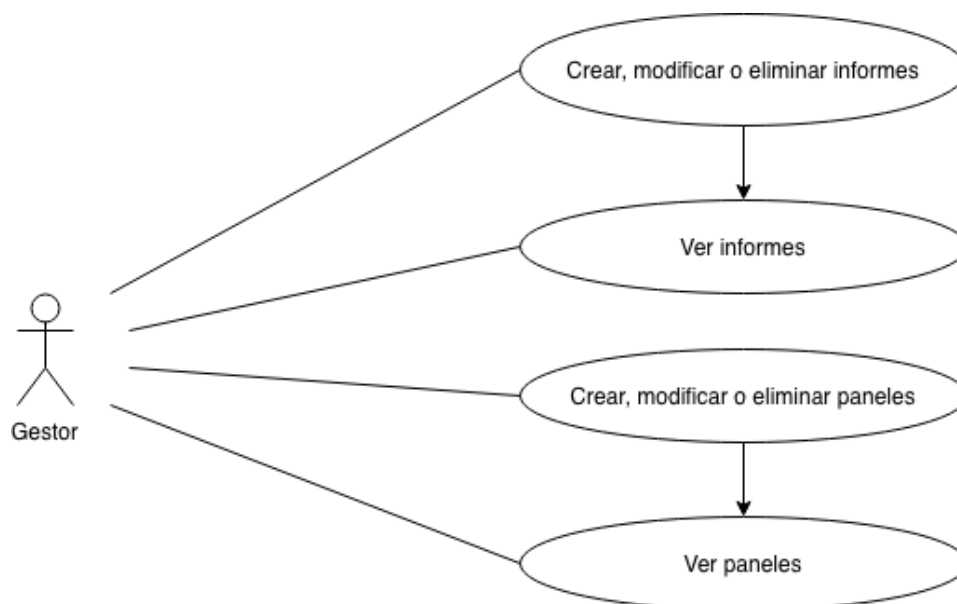 Crear, modificar o eliminar informes
Ver informes
Crear, modificar o eliminar paneles
Gestor
Ver paneles